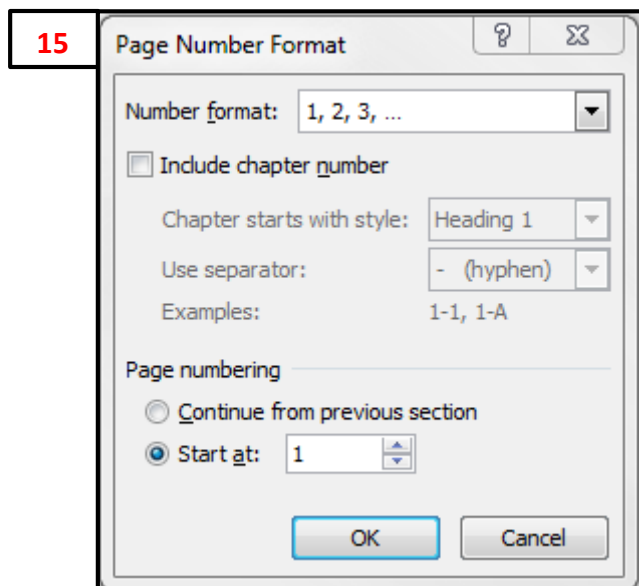 15
Page Number Format
Number format: 1, 2, 3, ...
Include chapter number
Chapter starts with style: Heading 1
Use separator: - (hyphen)
Examples: 1-1, 1-A
Page numbering
Continue from previous section
Start at: 1
OK Cancel